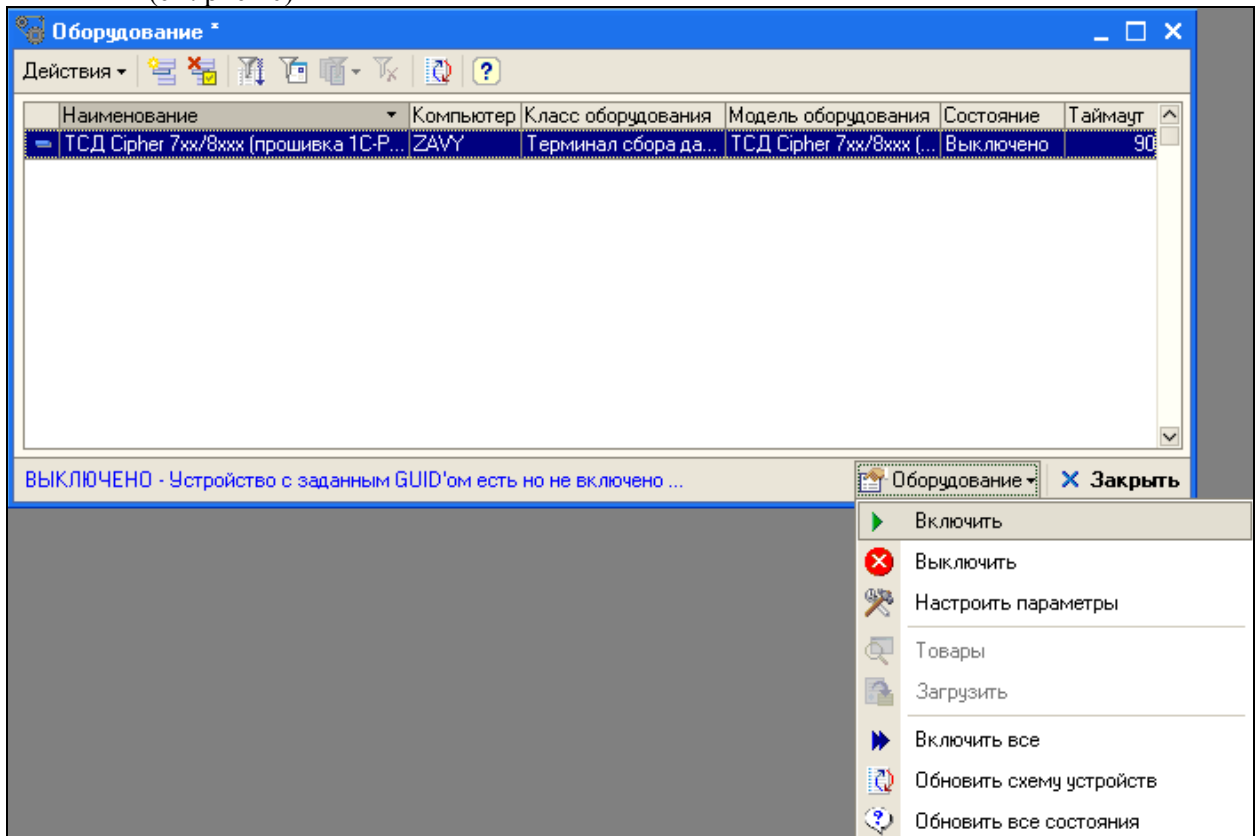 Оборудование *
Действия
Наименование Компьютер Класс оборудования Модель оборудования Состояние Таймаут
ТСД Cipher 7xx/8xxx (прошивка 1С-Р... ZAVY Терминал сбора да... ТСД Cipher 7xx/8xxx (... Выключено 90
ВЫКЛЮЧЕНО - Устройство с заданным GUID'ом есть но не включено ... Оборудование Закрыть
Включить
Выключить
Настроить параметры
Товары
Загрузить
Включить все
Обновить схему устройств
Обновить все состояния